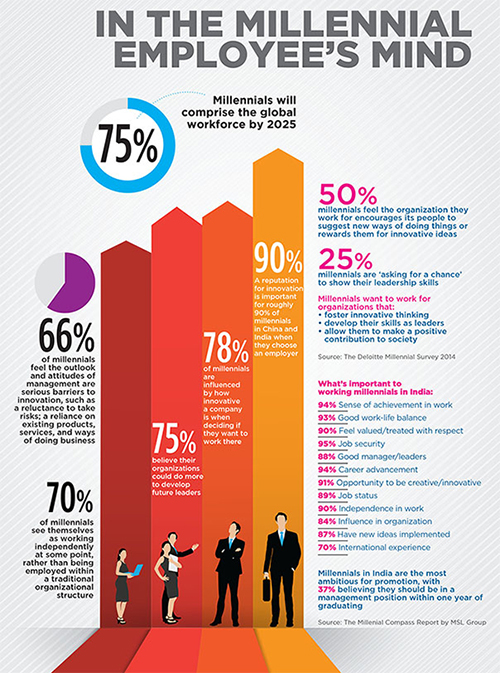 IN THE MILLENNIAL
EMPLOYEE'S MIND
75%
Millennials will
comprise the global
workforce by 2025
66%
of millennials
feel the outlook
and attitudes of
management are
serious barriers to
innovation, such as
a reluctance to take
risks; a reliance on
existing products,
services, and ways
of doing business
70%
of millennials
see themselves
as working
independently
at some point,
rather than being
employed within
a traditional
organizational
structure
75%
believe their
organizations
could do more
to develop
future leaders
78%
of millennials
are
influenced
by how
innovative
a company
is when
deciding if
they want to
work there
90%
A reputation
for innovation
is important
for roughly
90% of
millennials
in China and
India when
they choose
an employer
50%
millennials feel the organization they
work for encourages its people to
suggest new ways of doing things or
rewards them for innovative ideas
25%
millennials are 'asking for a chance'
to show their leadership skills
Millennials want to work for
organizations that:
• foster innovative thinking
• develop their skills as leaders
• allow them to make a positive
contribution to society
Source: The Deloitte Millennial Survey 2014
What's important to
working millennials in India:
94% Sense of achievement in work
93% Good work-life balance
90% Feel valued/treated with respect
95% Job security
88% Good manager/leaders
94% Career advancement
91% Opportunity to be creative/innovative
89% Job status
90% Independence in work
84% Influence in organization
87% Have new ideas implemented
70% International experience
Millennials in India are the most
ambitious for promotion, with
37% believing they should be in a
management position within one year of
graduating
Source: The Millenial Compass Report by MSL Group